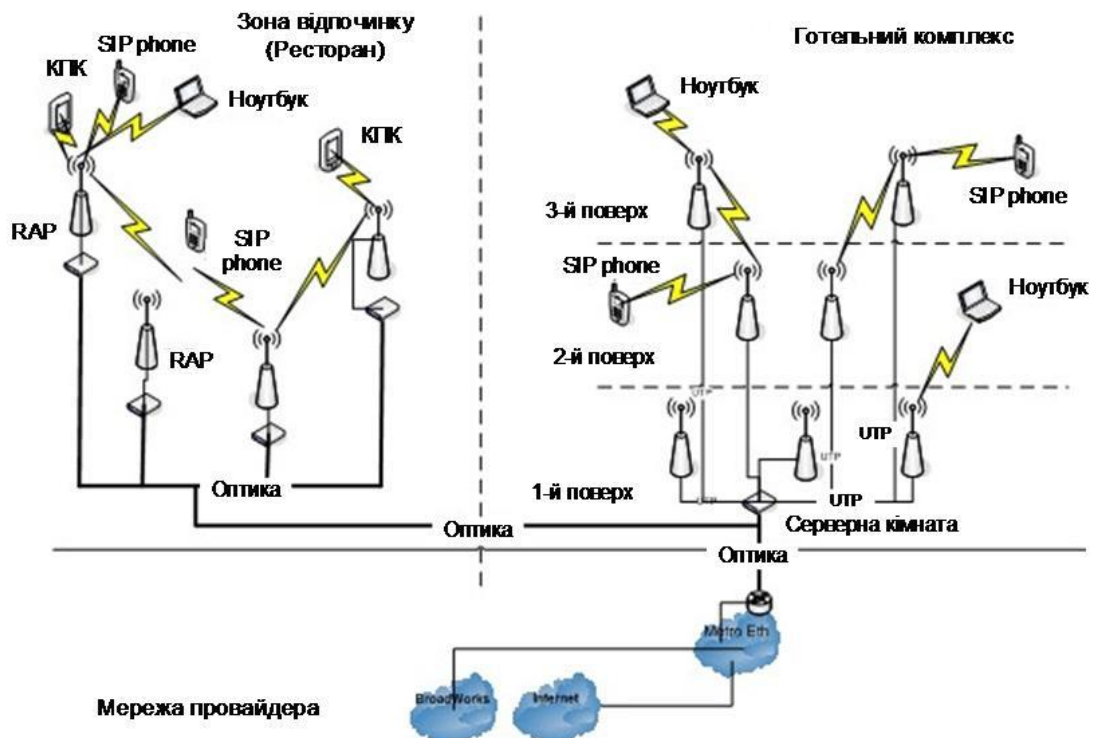 Зона відпочинку
(Ресторан)
Готельний комплекс
SIP phone
КПК
Ноутбук
КПК
Ноутбук
RAP
SIP
phone
3-й поверх
SIP phone
SIP phone
Ноутбук
RAP
2-й поверх
UTP
UTP
UTP
1-й поверх
Оптика
UTP
UTP
Серверна кімната
Оптика
Оптика
Metro Eth
BroadWorks
Internet
Мережа провайдера